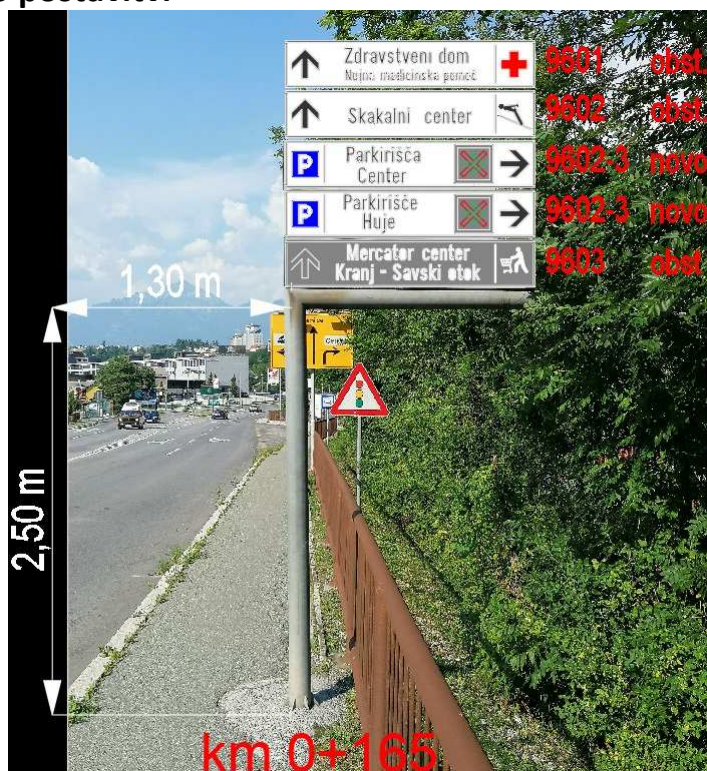 Zdravstveni dom 9601 obst.
Nujna medicinska pomoč
Skakalni center 9602 obst.
P Parkirišča 9602-3 novo
Center
P Parkirišče 9602-3 novo
Huje
Mercator center 9603 obst
Kranj - Savski otok
1,30 m
2,50 m
km 0+165